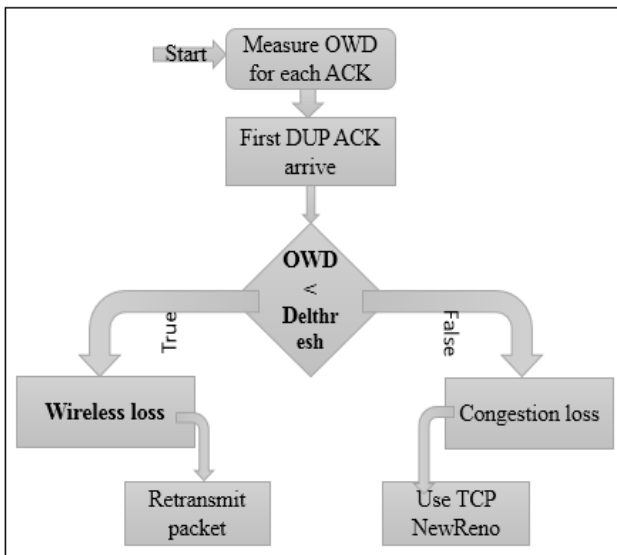 Start
Measure OWD
for each ACK
First DUP ACK
arrive
OWD
<
Delthr
esh
True
False
Wireless loss
Congestion loss
Retransmit
packet
Use TCP
NewReno